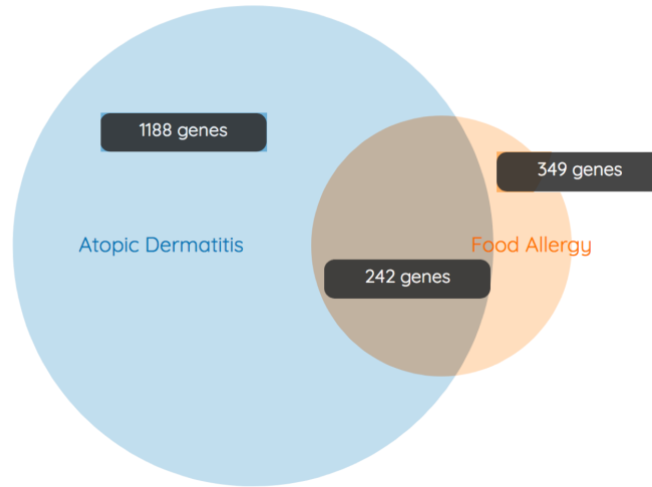 1188 genes
349 genes
Atopic Dermatitis
Food Allergy
242 genes